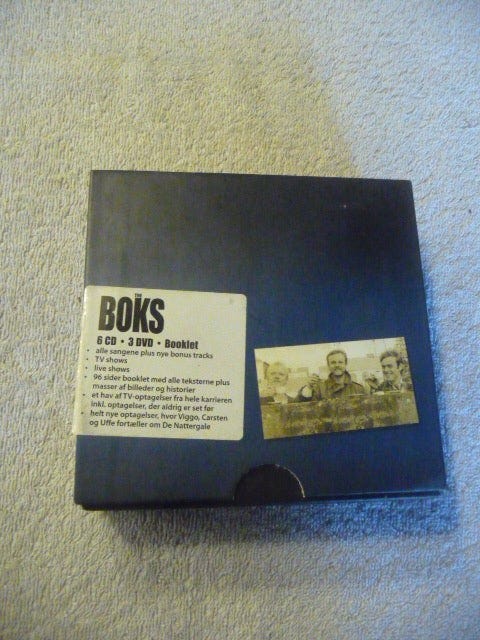 THE
BOKS
6 CD • 3 DVD • Booklet
• alle sangene plus nye bonus tracks
• TV shows
• live shows
• 96 sider booklet med alle teksterne plus
masser af billeder og historier
• et hav af TV-optagelser fra hele karrieren
inkl. optagelser, der aldrig er set før
• helt nye optagelser, hvor Viggo, Carsten
og Uffe fortæller om De Nattergale